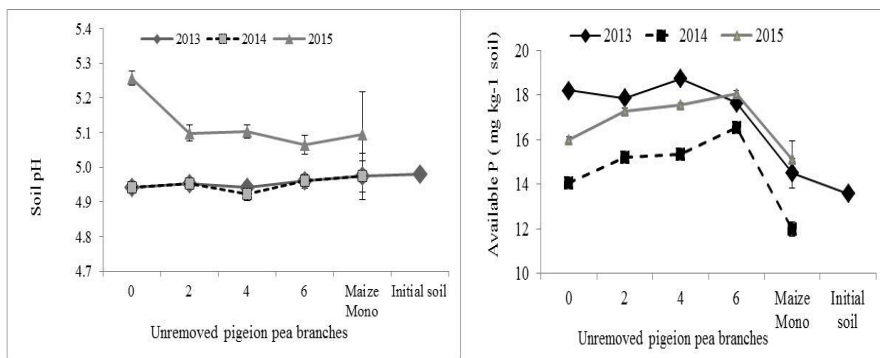 2013 2014 2015
5.4
5.3
5.2
5.1
5.0
4.9
4.8
4.7
Soil pH
0 2 4 6 Maize Initial soil
Mono
Unremoved pigeion pea branches
2013 2014 2015
20
18
16
14
12
10
Available P ( mg kg-1 soil)
0 2 4 6 Maize Initial
Mono soil
Unremoved pigeion pea branches